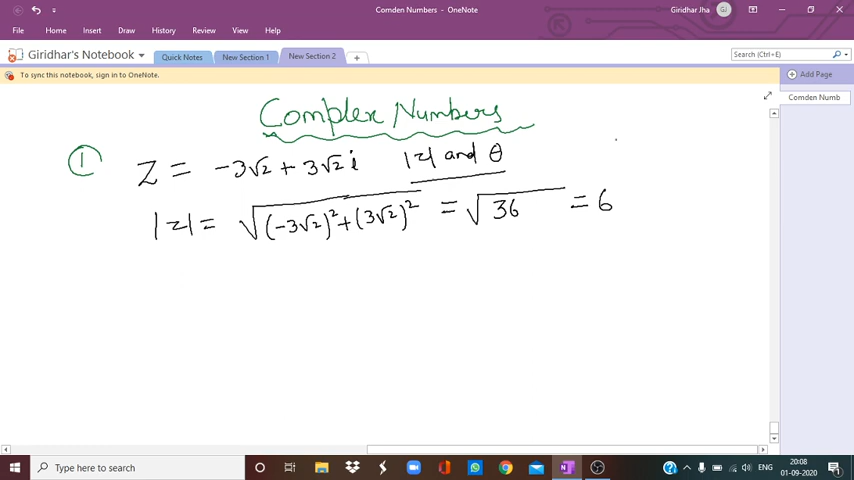 Comden Numbers - OneNote
Giridhar Jha
GJ
File Home Insert Draw History Review View Help
Giridhar's Notebook
Quick Notes
New Section 1
New Section 2
Search (Ctrl+E)
To sync this notebook, sign in to OneNote.
Add Page
Comden Numb
Complex Numbers
1 Z = -3√2 + 3√2 i |z| and θ
|z| = √(-3√2)² + (3√2)² = √36 = 6
Type here to search
ENG
20:08
01-09-2020